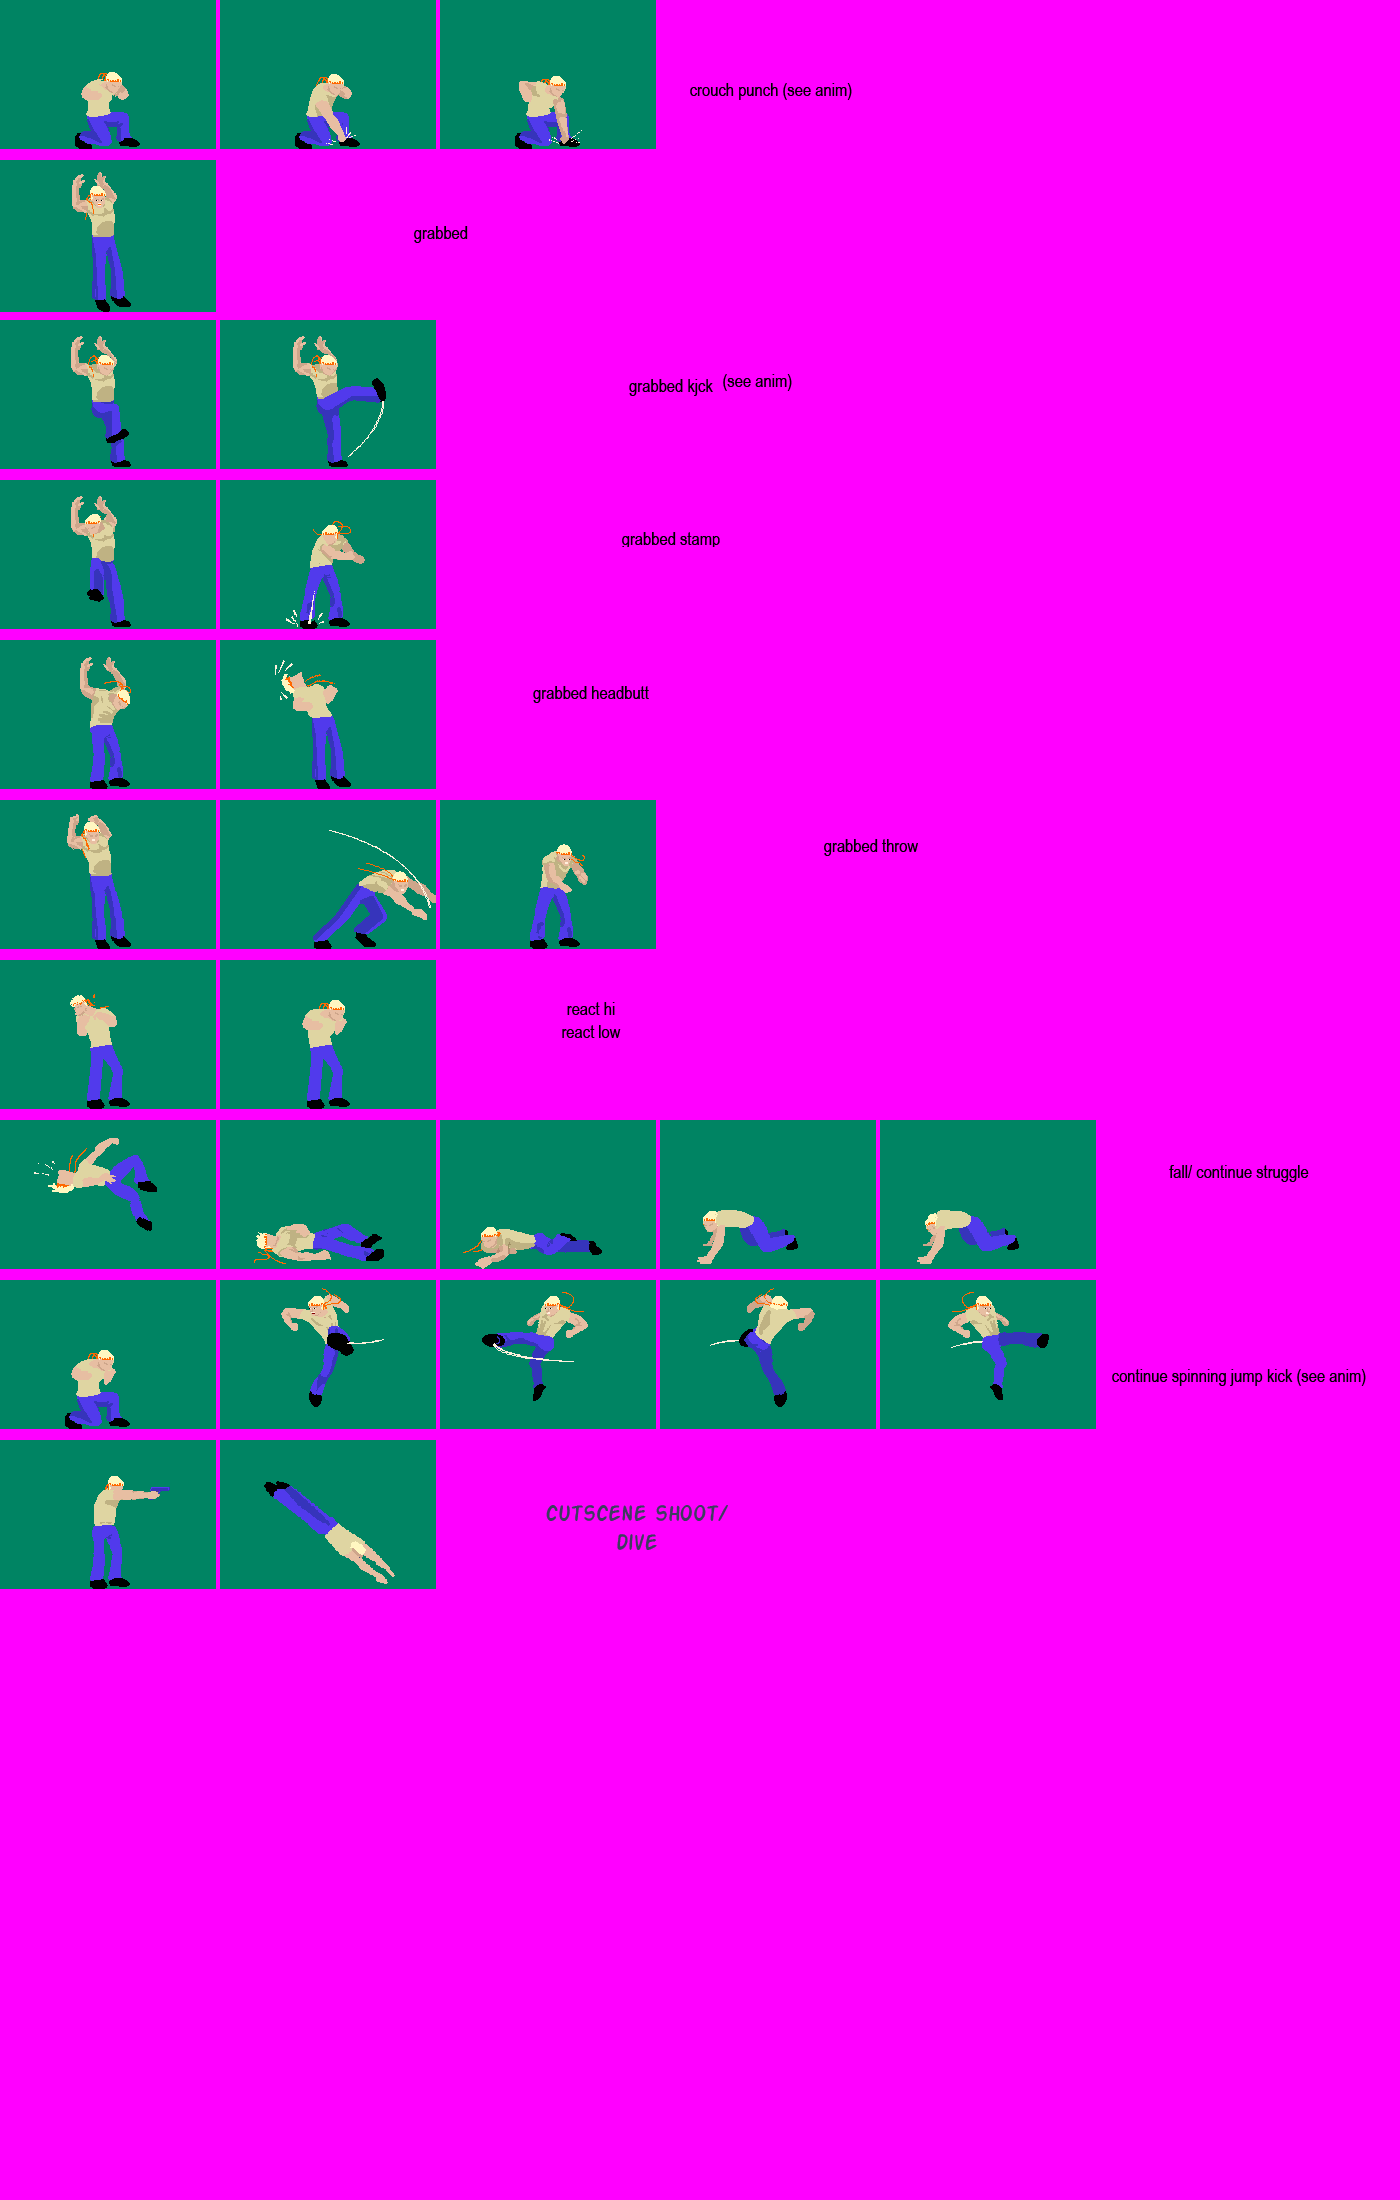 crouch punch (see anim)
grabbed
grabbed kjck (see anim)
grabbed stamp
grabbed headbutt
grabbed throw
react hi
react low
fall/ continue struggle
continue spinning jump kick (see anim)
CUTSCENE SHOOT/
DIVE